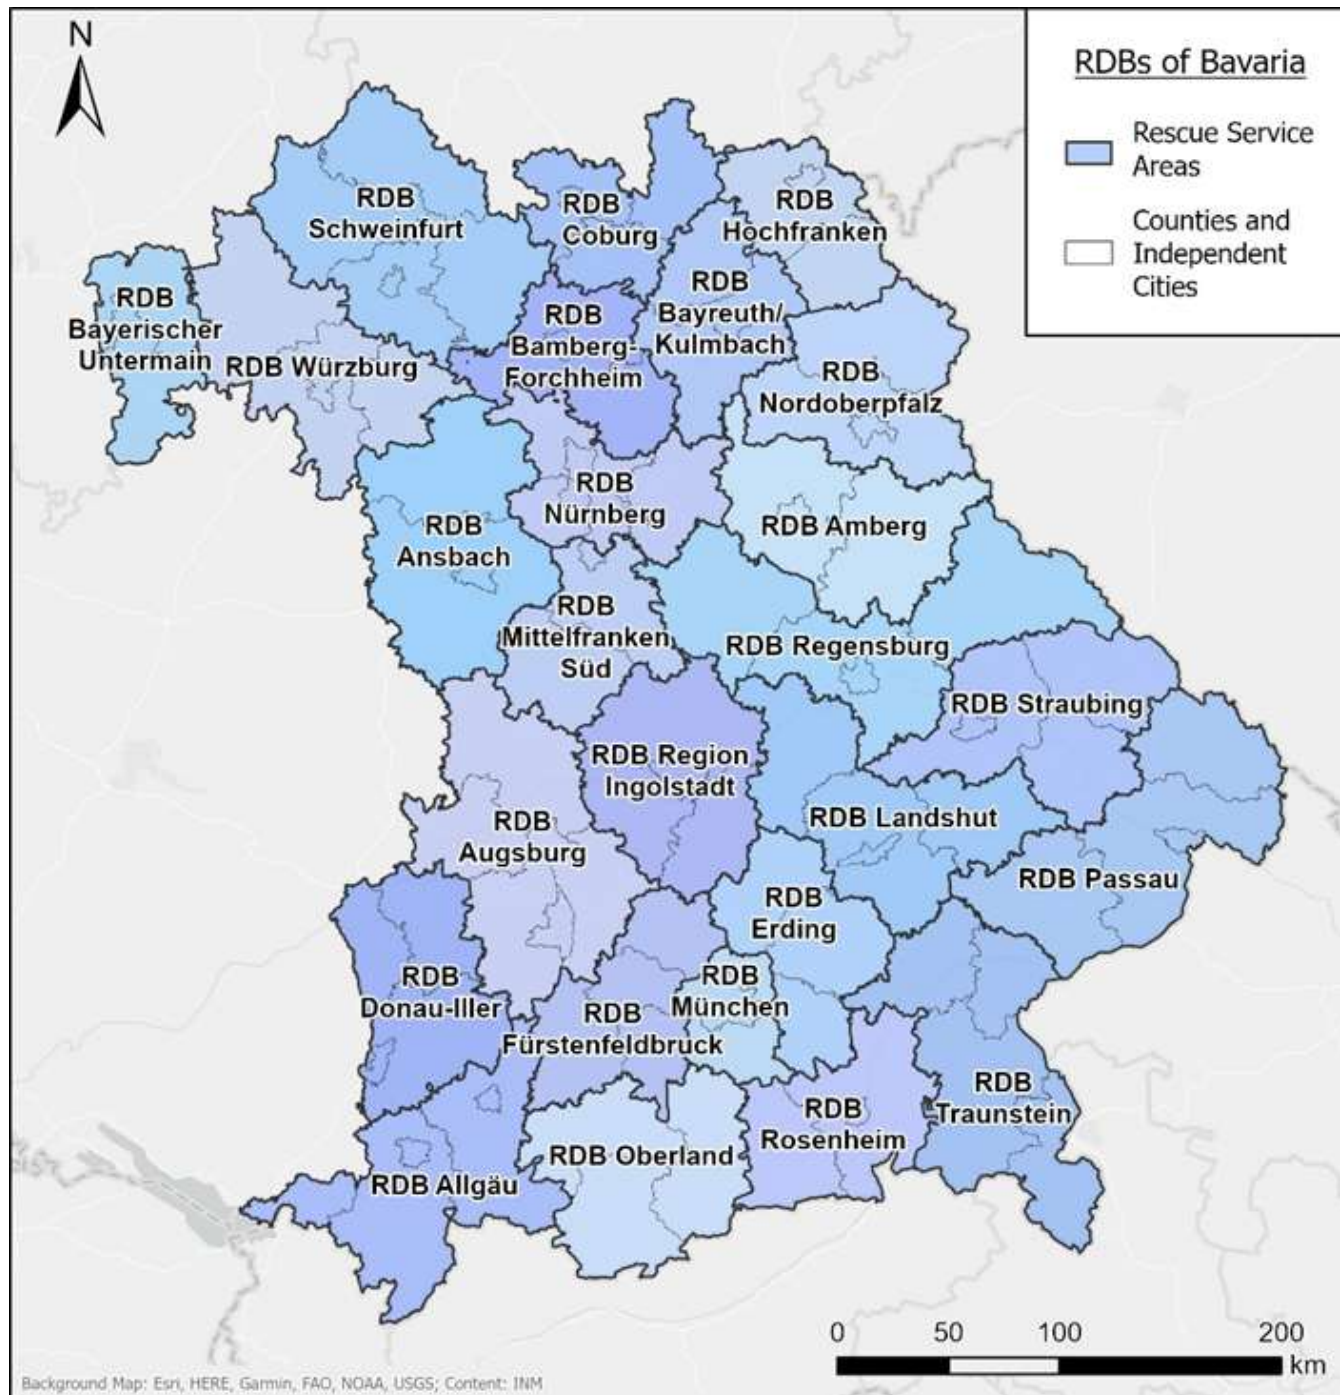 N
RDBs of Bavaria
Rescue Service
Areas
Counties and
Independent
Cities
RDB
Schweinfurt
RDB
Coburg
RDB
Hochfranken
RDB
Bayerischer
Untermain
RDB Würzburg
RDB
Bamberg-
Forchheim
RDB
Bayreuth/
Kulmbach
RDB
Nordoberpfalz
RDB
Ansbach
RDB
Nürnberg
RDB Amberg
RDB
Mittelfranken
Süd
RDB Regensburg
RDB Straubing
RDB Region
Ingolstadt
RDB
Augsburg
RDB Landshut
RDB Passau
RDB
Erding
RDB
Donau-Iller
RDB
Fürstenfeldbruck
RDB
München
RDB
Traunstein
RDB
Rosenheim
RDB Oberland
RDB Allgäu
0 50 100 200
km
Background Map: Esri, HERE, Garmin, FAO, NOAA, USGS; Content: INM